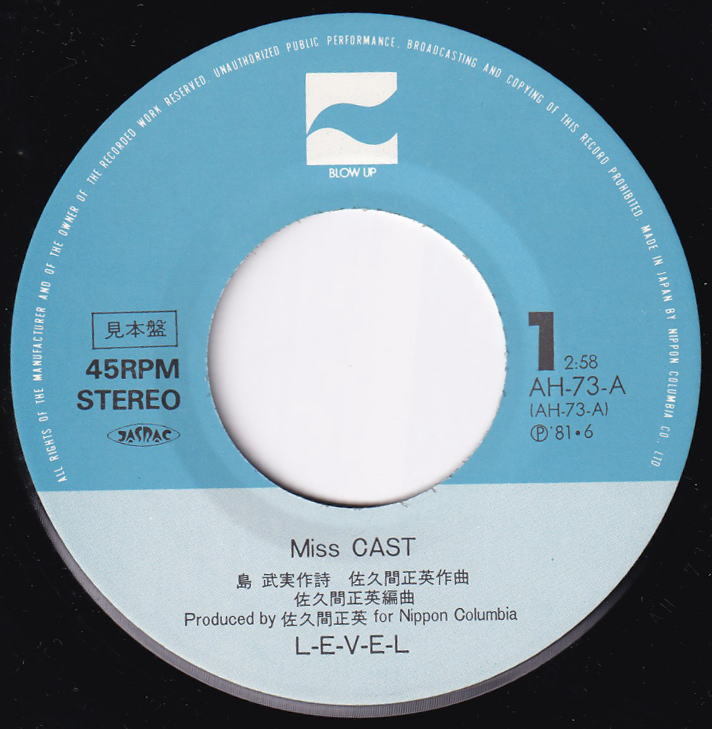 ALL RIGHTS OF THE MANUFACTURER AND OF THE OWNER OF THE RECORDED WORK RESERVED. UNAUTHORIZED PUBLIC PERFORMANCE. BROADCASTING AND COPYING OF THIS RECORD PROHIBITED. MADE IN JAPAN BY NIPPON COLUMBIA CO., LTD
BLOW UP
見本盤
45RPM
STEREO
JASRAC
1 2:58
AH-73-A
(AH-73-A)
Ⓟ'81•6
Miss CAST
島 武実作詩 佐久間正英作曲
佐久間正英編曲
Produced by 佐久間正英 for Nippon Columbia
L-E-V-E-L